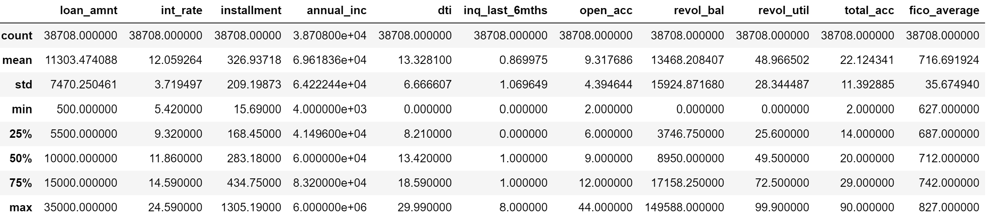 loan_amnt int_rate installment annual_inc dti inq_last_6mths open_acc revol_bal revol_util total_acc fico_average
count 38708.000000 38708.000000 38708.00000 3.870800e+04 38708.000000 38708.000000 38708.000000 38708.000000 38708.000000 38708.000000 38708.000000
mean 11303.474088 12.059264 326.93718 6.961836e+04 13.328100 0.869975 9.317686 13468.208407 48.966502 22.124341 716.691924
std 7470.250461 3.719497 209.19873 6.422244e+04 6.666607 1.069649 4.394644 15924.871680 28.344487 11.392885 35.674940
min 500.000000 5.420000 15.69000 4.000000e+03 0.000000 0.000000 2.000000 0.000000 0.000000 2.000000 627.000000
25% 5500.000000 9.320000 168.45000 4.149600e+04 8.210000 0.000000 6.000000 3746.750000 25.600000 14.000000 687.000000
50% 10000.000000 11.860000 283.18000 6.000000e+04 13.420000 1.000000 9.000000 8950.000000 49.500000 20.000000 712.000000
75% 15000.000000 14.590000 434.75000 8.320000e+04 18.590000 1.000000 12.000000 17158.250000 72.500000 29.000000 742.000000
max 35000.000000 24.590000 1305.19000 6.000000e+06 29.990000 8.000000 44.000000 149588.000000 99.900000 90.000000 827.000000